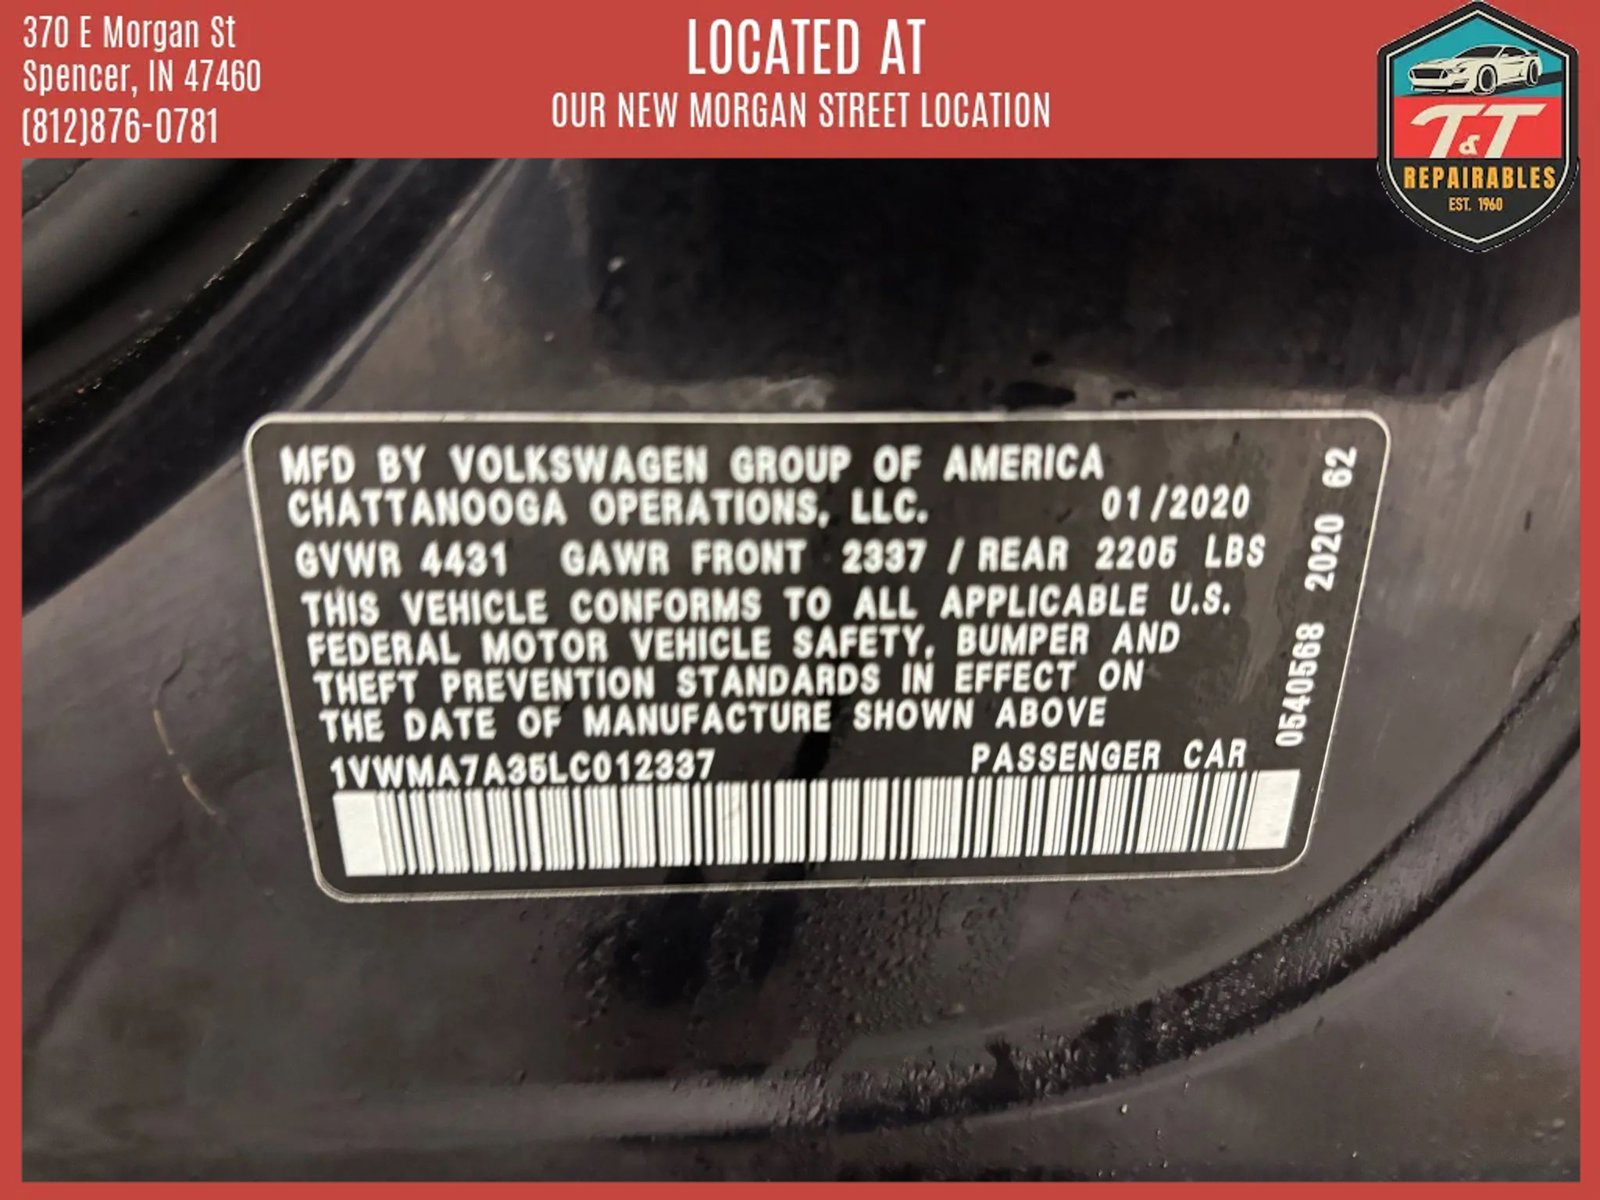 370 E Morgan St
Spencer, IN 47460
(812)876-0781
LOCATED AT
OUR NEW MORGAN STREET LOCATION
T&T
REPAIRABLES
EST. 1960
MFD BY VOLKSWAGEN GROUP OF AMERICA
CHATTANOOGA OPERATIONS, LLC. 01/2020
GVWR 4431 GAWR FRONT 2337 / REAR 2205 LBS
THIS VEHICLE CONFORMS TO ALL APPLICABLE U.S.
FEDERAL MOTOR VEHICLE SAFETY, BUMPER AND
THEFT PREVENTION STANDARDS IN EFFECT ON
THE DATE OF MANUFACTURE SHOWN ABOVE
1VWMA7A35LC012337 PASSENGER CAR
0540568 2020 62